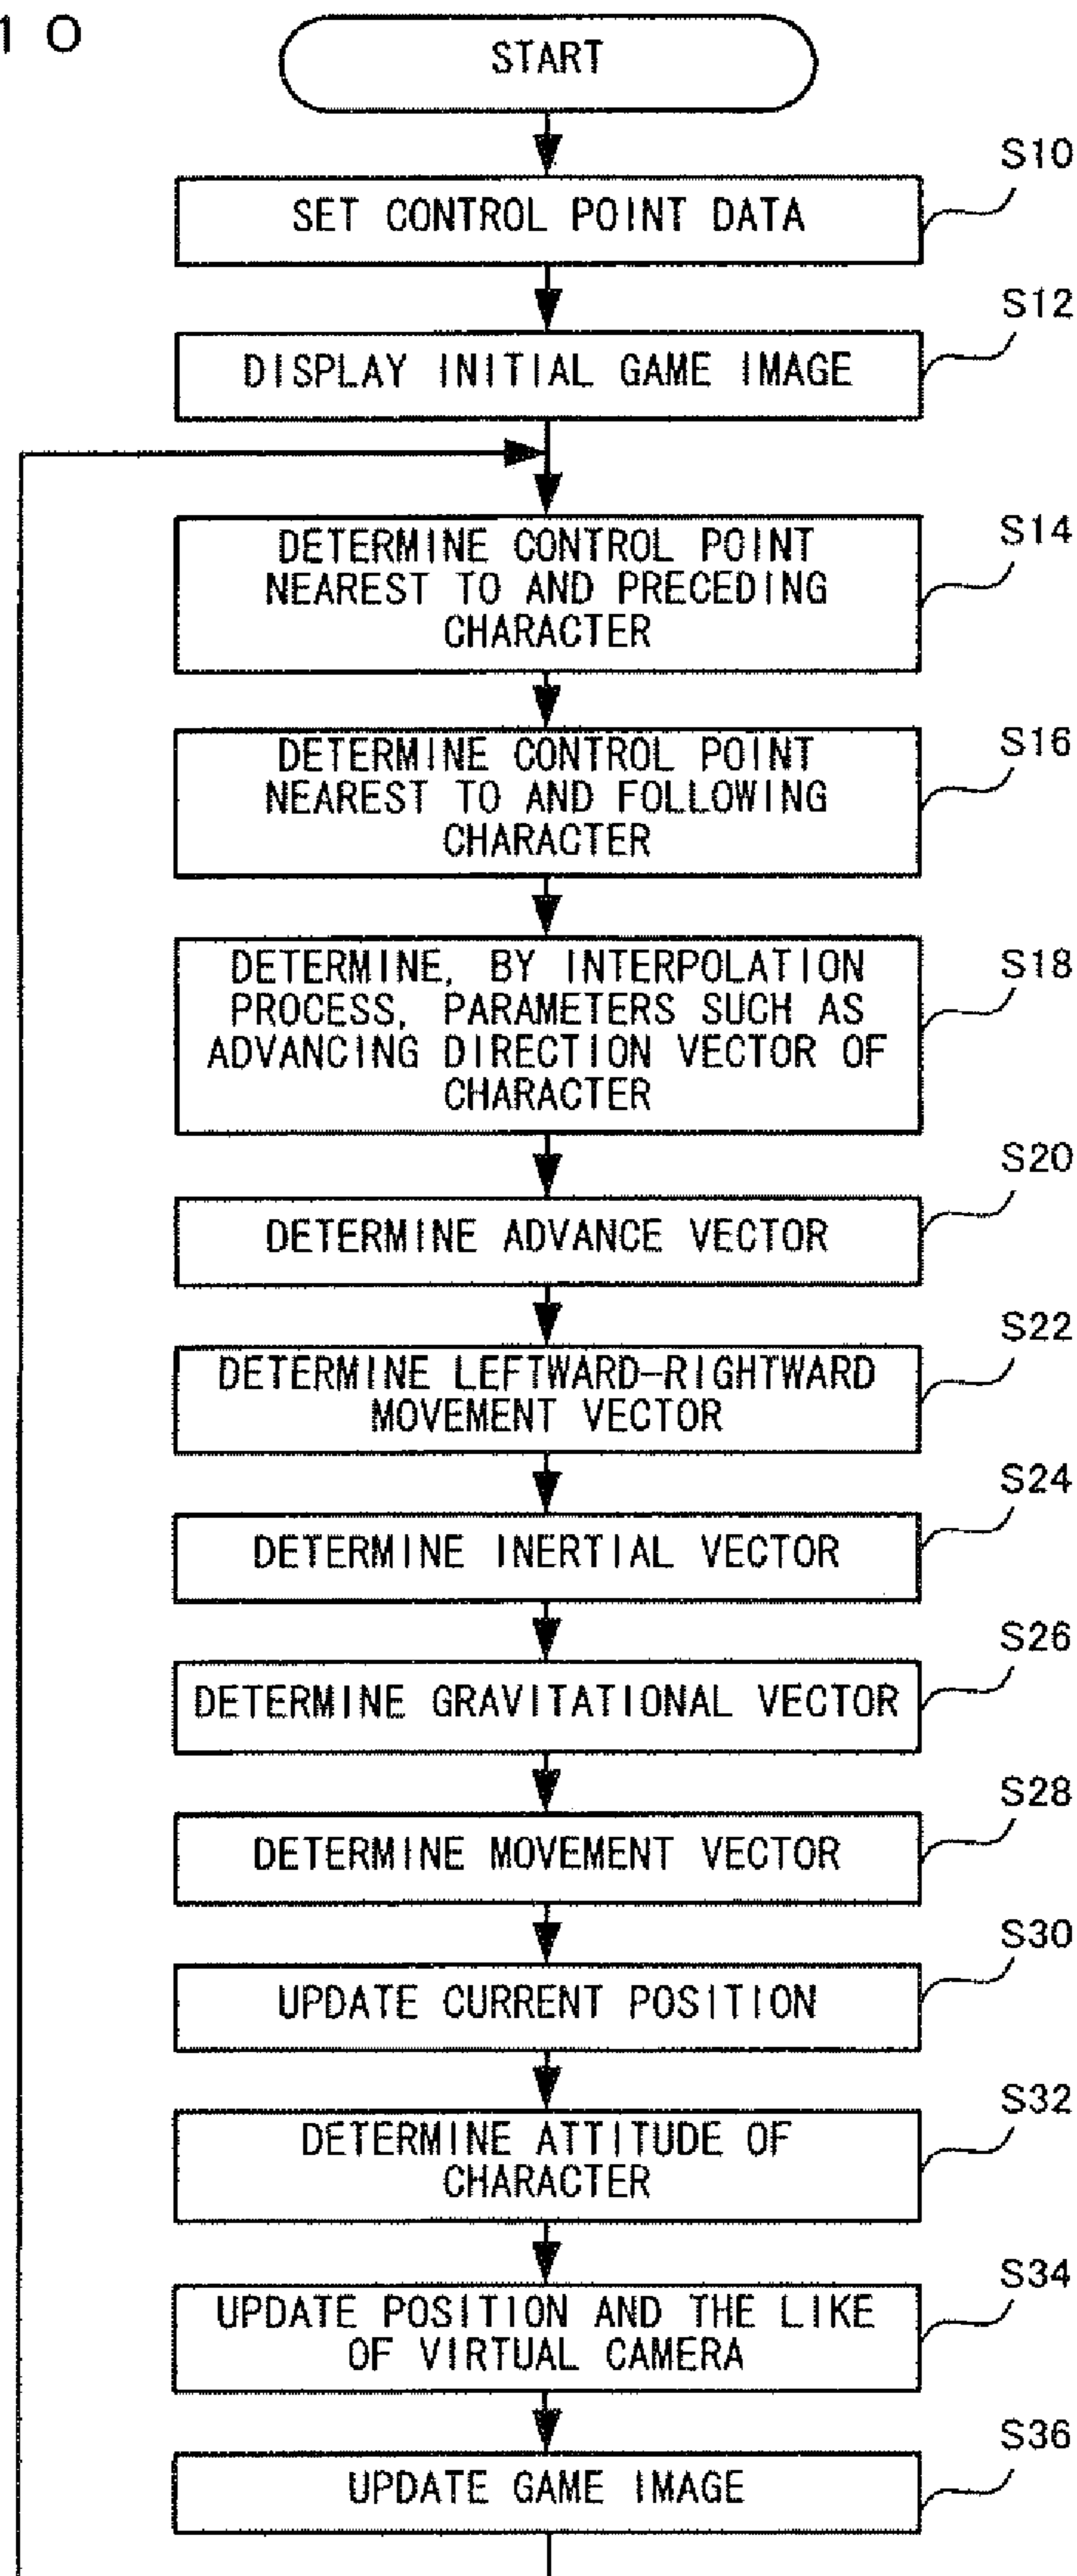 10
START
S10
SET CONTROL POINT DATA
S12
DISPLAY INITIAL GAME IMAGE
S14
DETERMINE CONTROL POINT
NEAREST TO AND PRECEDING
CHARACTER
S16
DETERMINE CONTROL POINT
NEAREST TO AND FOLLOWING
CHARACTER
S18
DETERMINE, BY INTERPOLATION
PROCESS, PARAMETERS SUCH AS
ADVANCING DIRECTION VECTOR OF
CHARACTER
S20
DETERMINE ADVANCE VECTOR
S22
DETERMINE LEFTWARD-RIGHTWARD
MOVEMENT VECTOR
S24
DETERMINE INERTIAL VECTOR
S26
DETERMINE GRAVITATIONAL VECTOR
S28
DETERMINE MOVEMENT VECTOR
S30
UPDATE CURRENT POSITION
S32
DETERMINE ATTITUDE OF
CHARACTER
S34
UPDATE POSITION AND THE LIKE
OF VIRTUAL CAMERA
S36
UPDATE GAME IMAGE